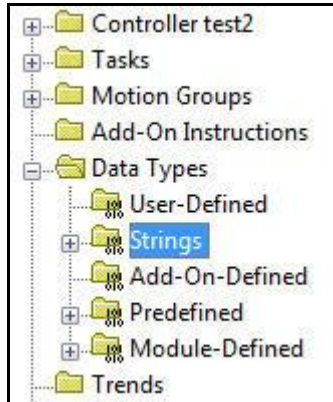 Controller test2
Tasks
Motion Groups
Add-On Instructions
Data Types
User-Defined
Strings
Add-On-Defined
Predefined
Module-Defined
Trends